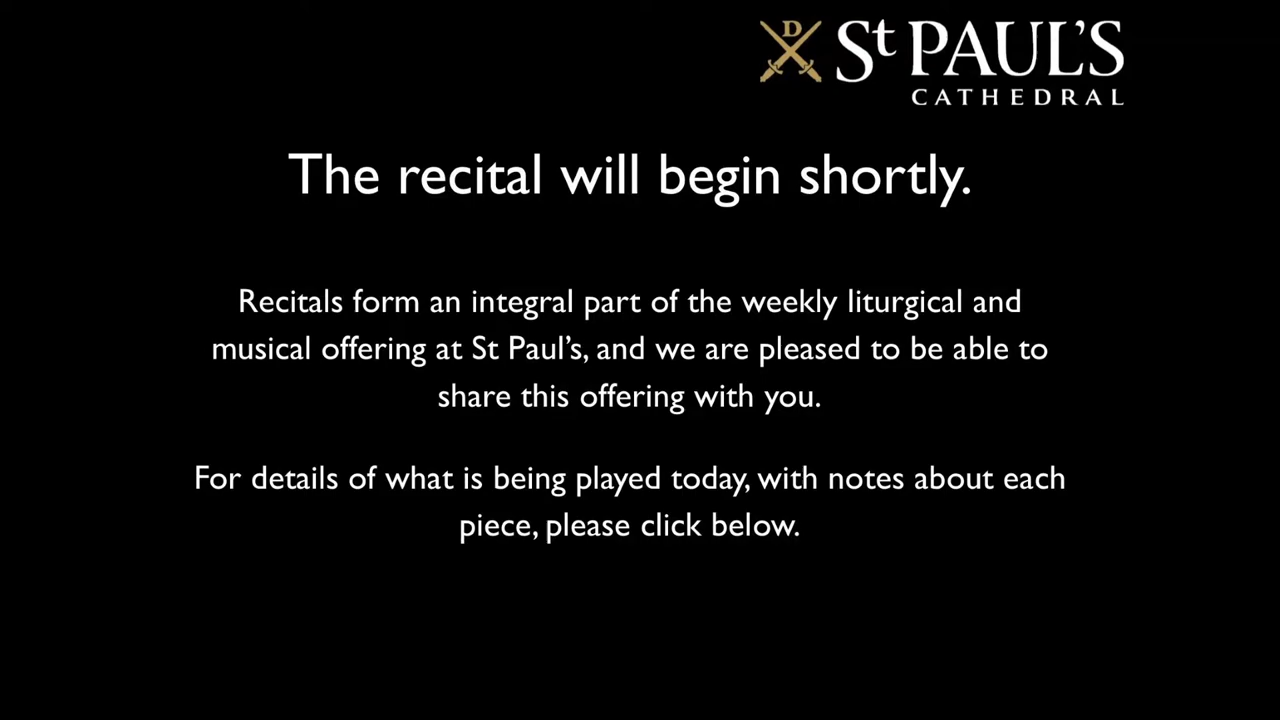 D
St PAUL'S
CATHEDRAL
The recital will begin shortly.
Recitals form an integral part of the weekly liturgical and
musical offering at St Paul's, and we are pleased to be able to
share this offering with you.
For details of what is being played today, with notes about each
piece, please click below.